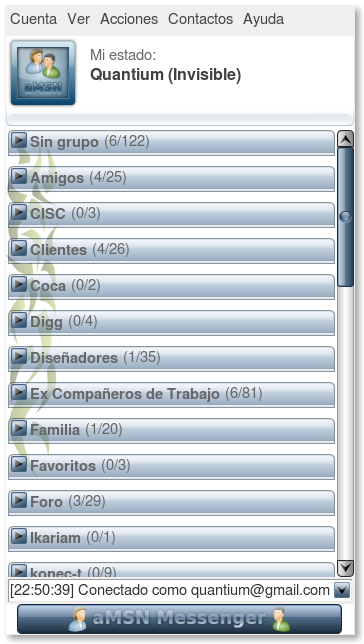 Cuenta Ver Acciones Contactos Ayuda
aMSN
Mi estado:
Quantium (Invisible)
Sin grupo (6/122)
Amigos (4/25)
CISC (0/3)
Clientes (4/26)
Coca (0/2)
Digg (0/4)
Diseñadores (1/35)
Ex Compañeros de Trabajo (6/81)
Familia (1/20)
Favoritos (0/3)
Foro (3/29)
Ikariam (0/1)
konec-t (0/9)
[22:50:39] Conectado como quantium@gmail.com
aMSN Messenger